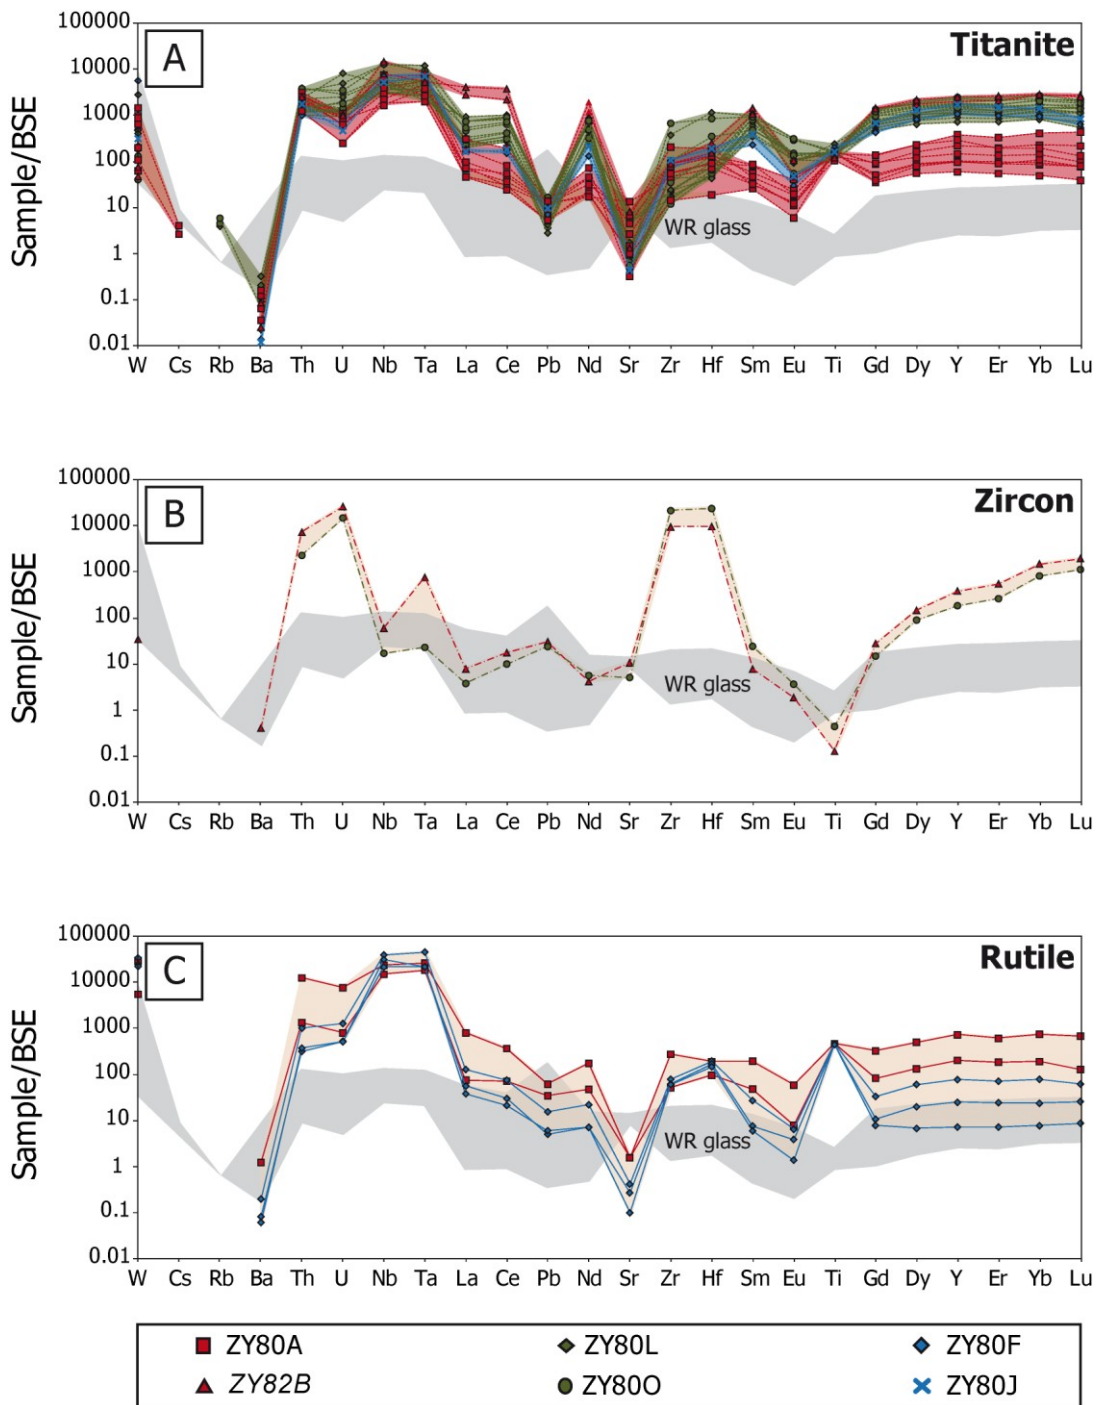 A
Titanite
Sample/BSE
100000
10000
1000
100
10
1
0.1
0.01
WR glass
W Cs Rb Ba Th U Nb Ta La Ce Pb Nd Sr Zr Hf Sm Eu Ti Gd Dy Y Er Yb Lu
B
Zircon
Sample/BSE
100000
10000
1000
100
10
1
0.1
0.01
WR glass
W Cs Rb Ba Th U Nb Ta La Ce Pb Nd Sr Zr Hf Sm Eu Ti Gd Dy Y Er Yb Lu
C
Rutile
Sample/BSE
100000
10000
1000
100
10
1
0.1
0.01
WR glass
W Cs Rb Ba Th U Nb Ta La Ce Pb Nd Sr Zr Hf Sm Eu Ti Gd Dy Y Er Yb Lu
ZY80A ZY80L ZY80F
ZY82B ZY80O ZY80J